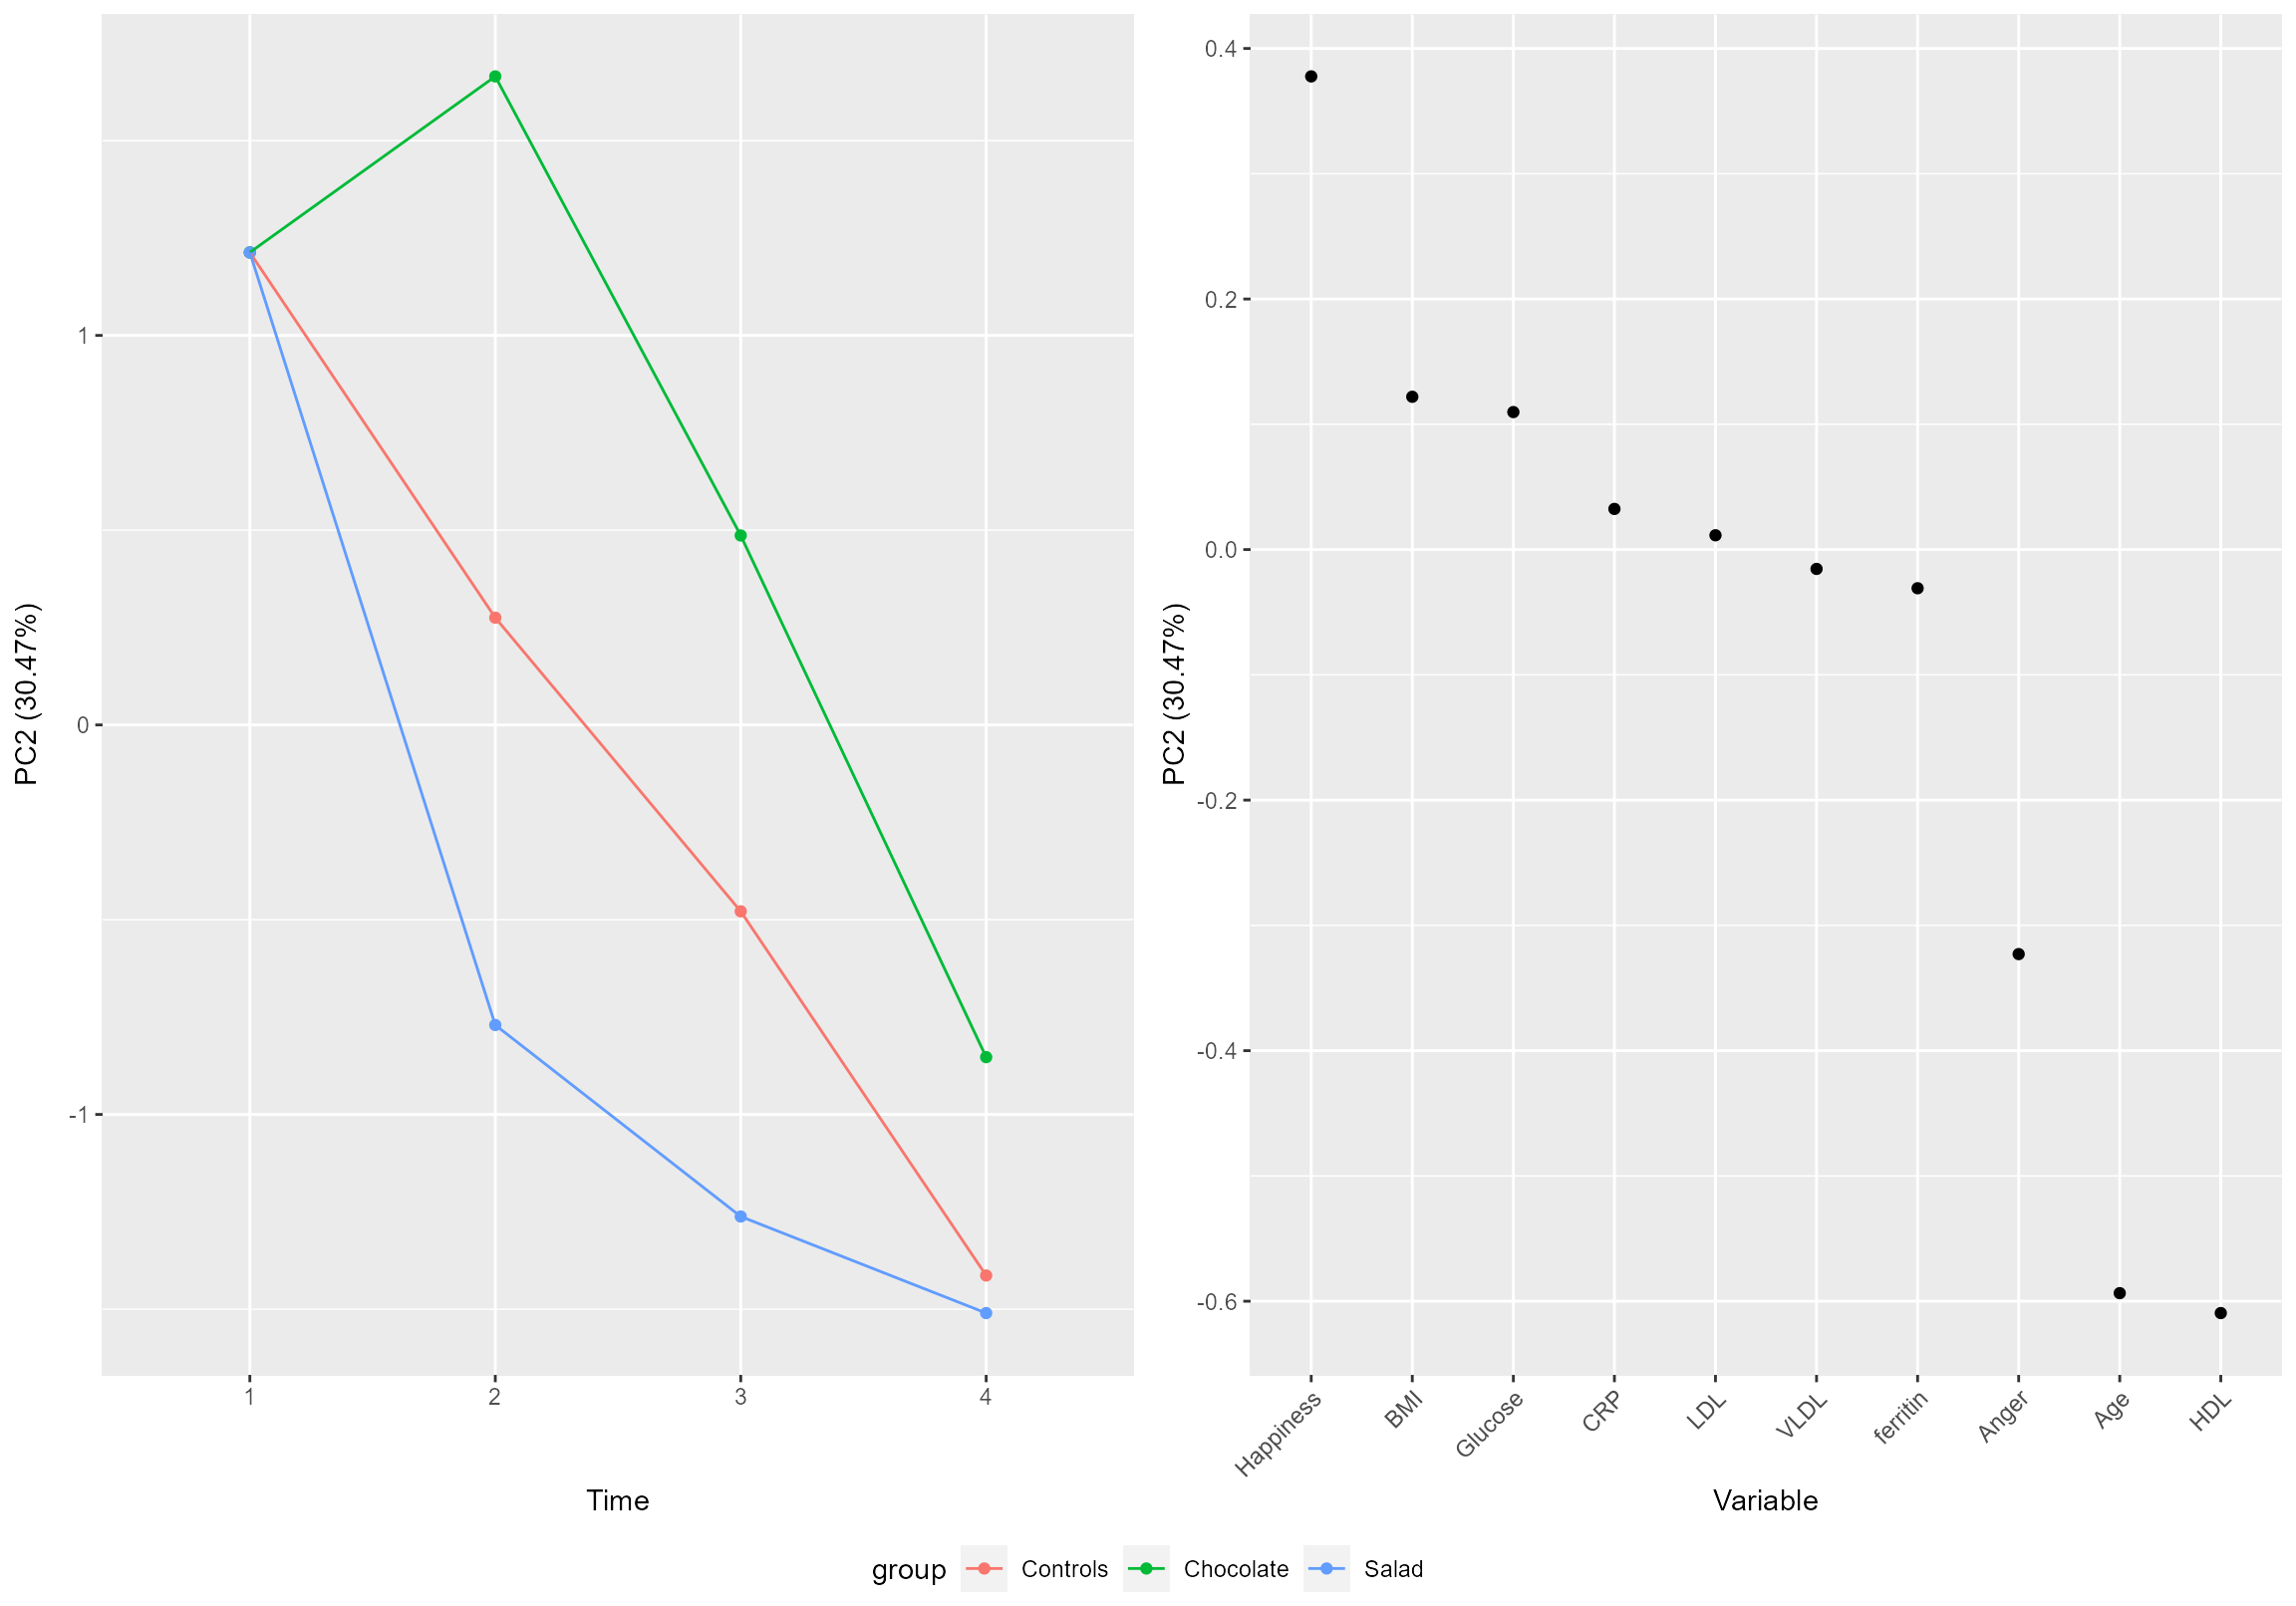 PC2 (30.47%)
1
0
-1
1 2 3 4
Time
PC2 (30.47%)
0.4
0.2
0.0
-0.2
-0.4
-0.6
Happiness BMI Glucose CRP LDL VLDL ferritin Anger Age HDL
Variable
group Controls Chocolate Salad